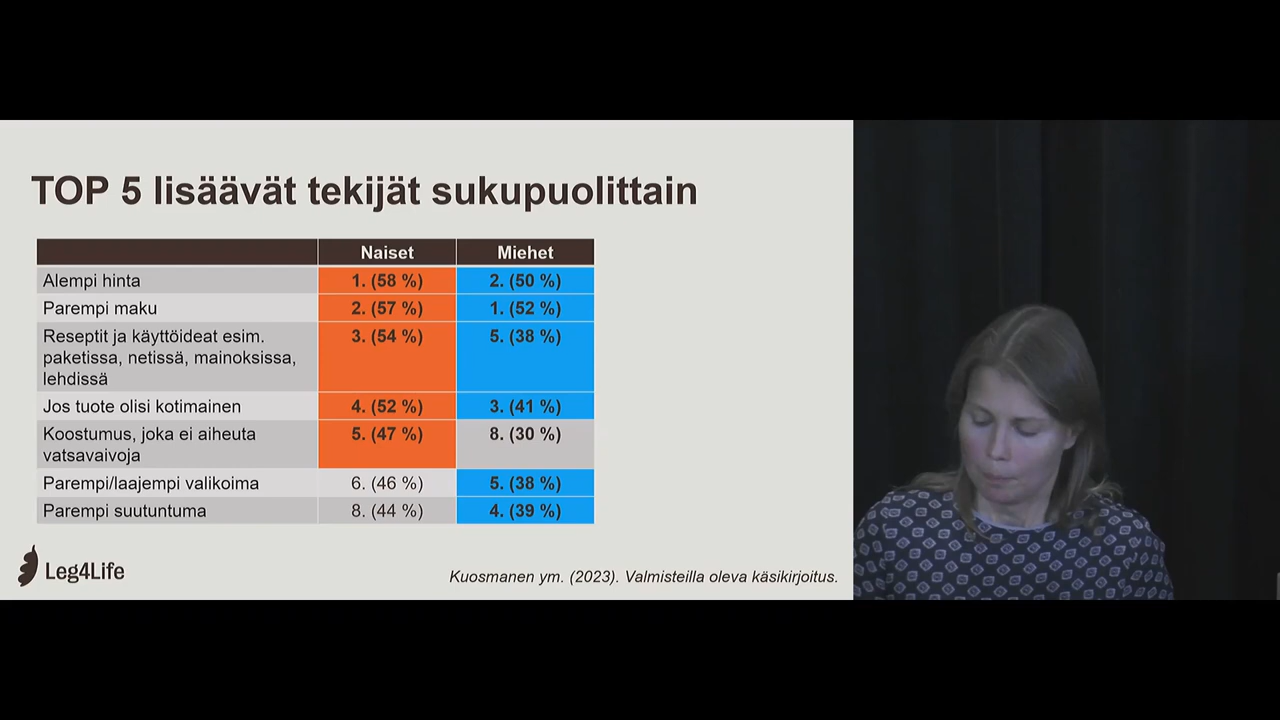 TOP 5 lisäävät tekijät sukupuolittain
Naiset Miehet
Alempi hinta 1. (58 %) 2. (50 %)
Parempi maku 2. (57 %) 1. (52 %)
Reseptit ja käyttöideat esim. 3. (54 %) 5. (38 %)
paketissa, netissä, mainoksissa,
lehdissä
Jos tuote olisi kotimainen 4. (52 %) 3. (41 %)
Koostumus, joka ei aiheuta 5. (47 %) 8. (30 %)
vatsavaivoja
Parempi/laajempi valikoima 6. (46 %) 5. (38 %)
Parempi suutuntuma 8. (44 %) 4. (39 %)
Leg4Life
Kuosmanen ym. (2023). Valmisteilla oleva käsikirjoitus.